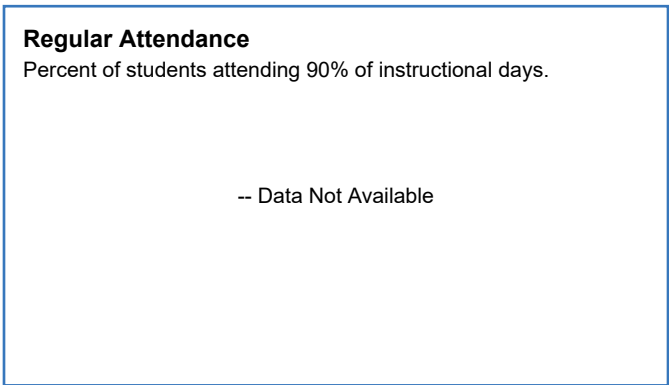 Regular Attendance
Percent of students attending 90% of instructional days.
-- Data Not Available